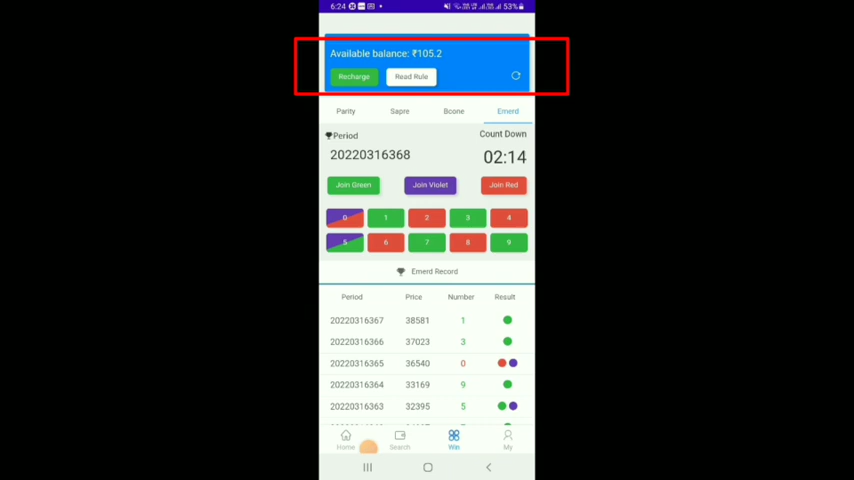 6:24 53%
Available balance: ₹105.2
Recharge Read Rule
Parity Sapre Bcone Emerd
Period Count Down
20220316368 02:14
Join Green Join Violet Join Red
0 1 2 3 4
5 6 7 8 9
Emerd Record
Period Price Number Result
20220316367 38581 1
20220316366 37023 3
20220316365 36540 0
20220316364 33169 9
20220316363 32395 5
Home Search Win My